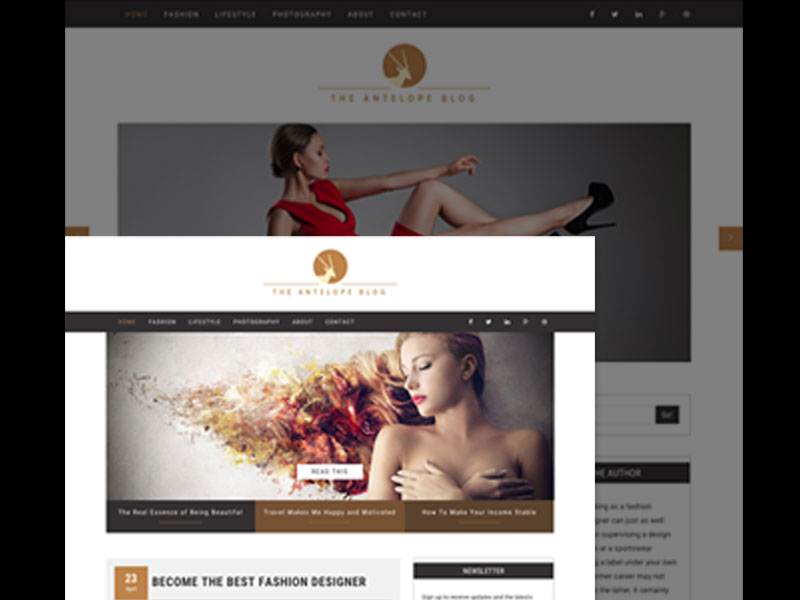 HOME FASHION LIFESTYLE PHOTOGRAPHY ABOUT CONTACT
THE ANTELOPE BLOG
THE ANTELOPE BLOG
HOME FASHION LIFESTYLE PHOTOGRAPHY ABOUT CONTACT
READ THIS
The Real Essence of Being Beautiful
Travel Makes Me Happy and Motivated
How To Make Your Income Stable
23
April
BECOME THE BEST FASHION DESIGNER
NEWSLETTER
Sign up to receive updates and the latests
Go!
HE AUTHOR
ing as a fashion
gner can just as well
n supervising a design
m at a sportswear
g a label under your own
ormer career may not
the latter, it certainly